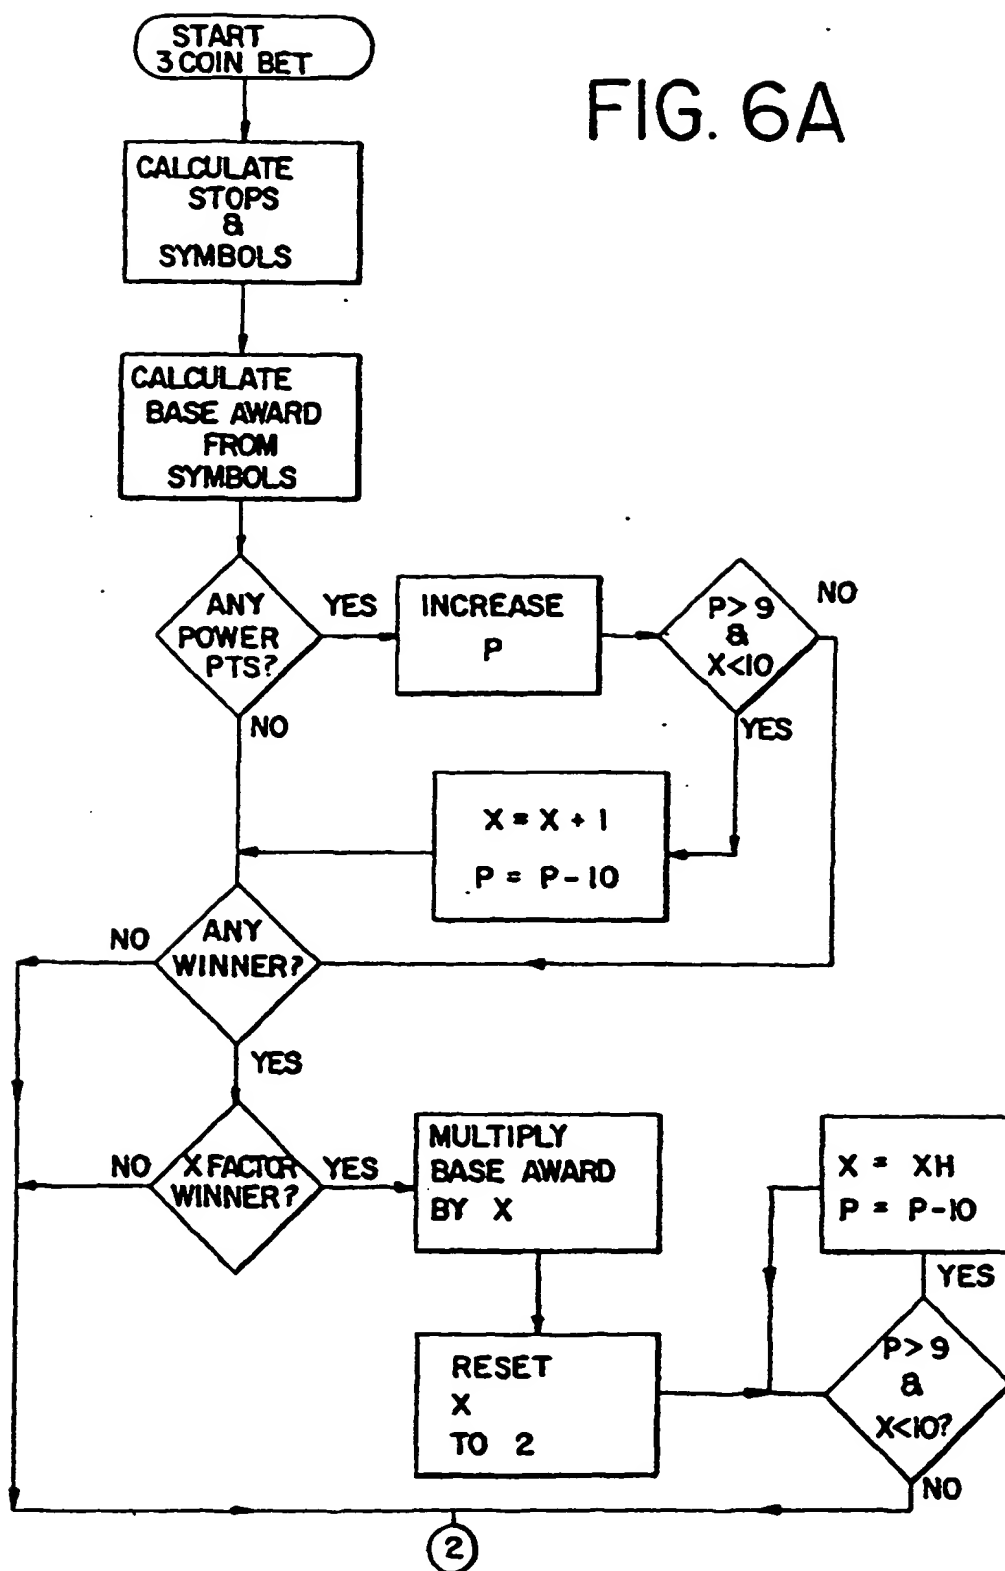 START
3 COIN BET
FIG. 6A
CALCULATE
STOPS
&
SYMBOLS
CALCULATE
BASE AWARD
FROM
SYMBOLS
ANY
POWER
PTS?
YES
INCREASE
P
P > 9
&
X<10
NO
NO
YES
X = X + 1
P = P - 10
ANY
WINNER?
NO
YES
X FACTOR
WINNER?
NO
YES
MULTIPLY
BASE AWARD
BY X
X = XH
P = P-10
YES
RESET
X
TO 2
P > 9
&
X<10?
NO
2